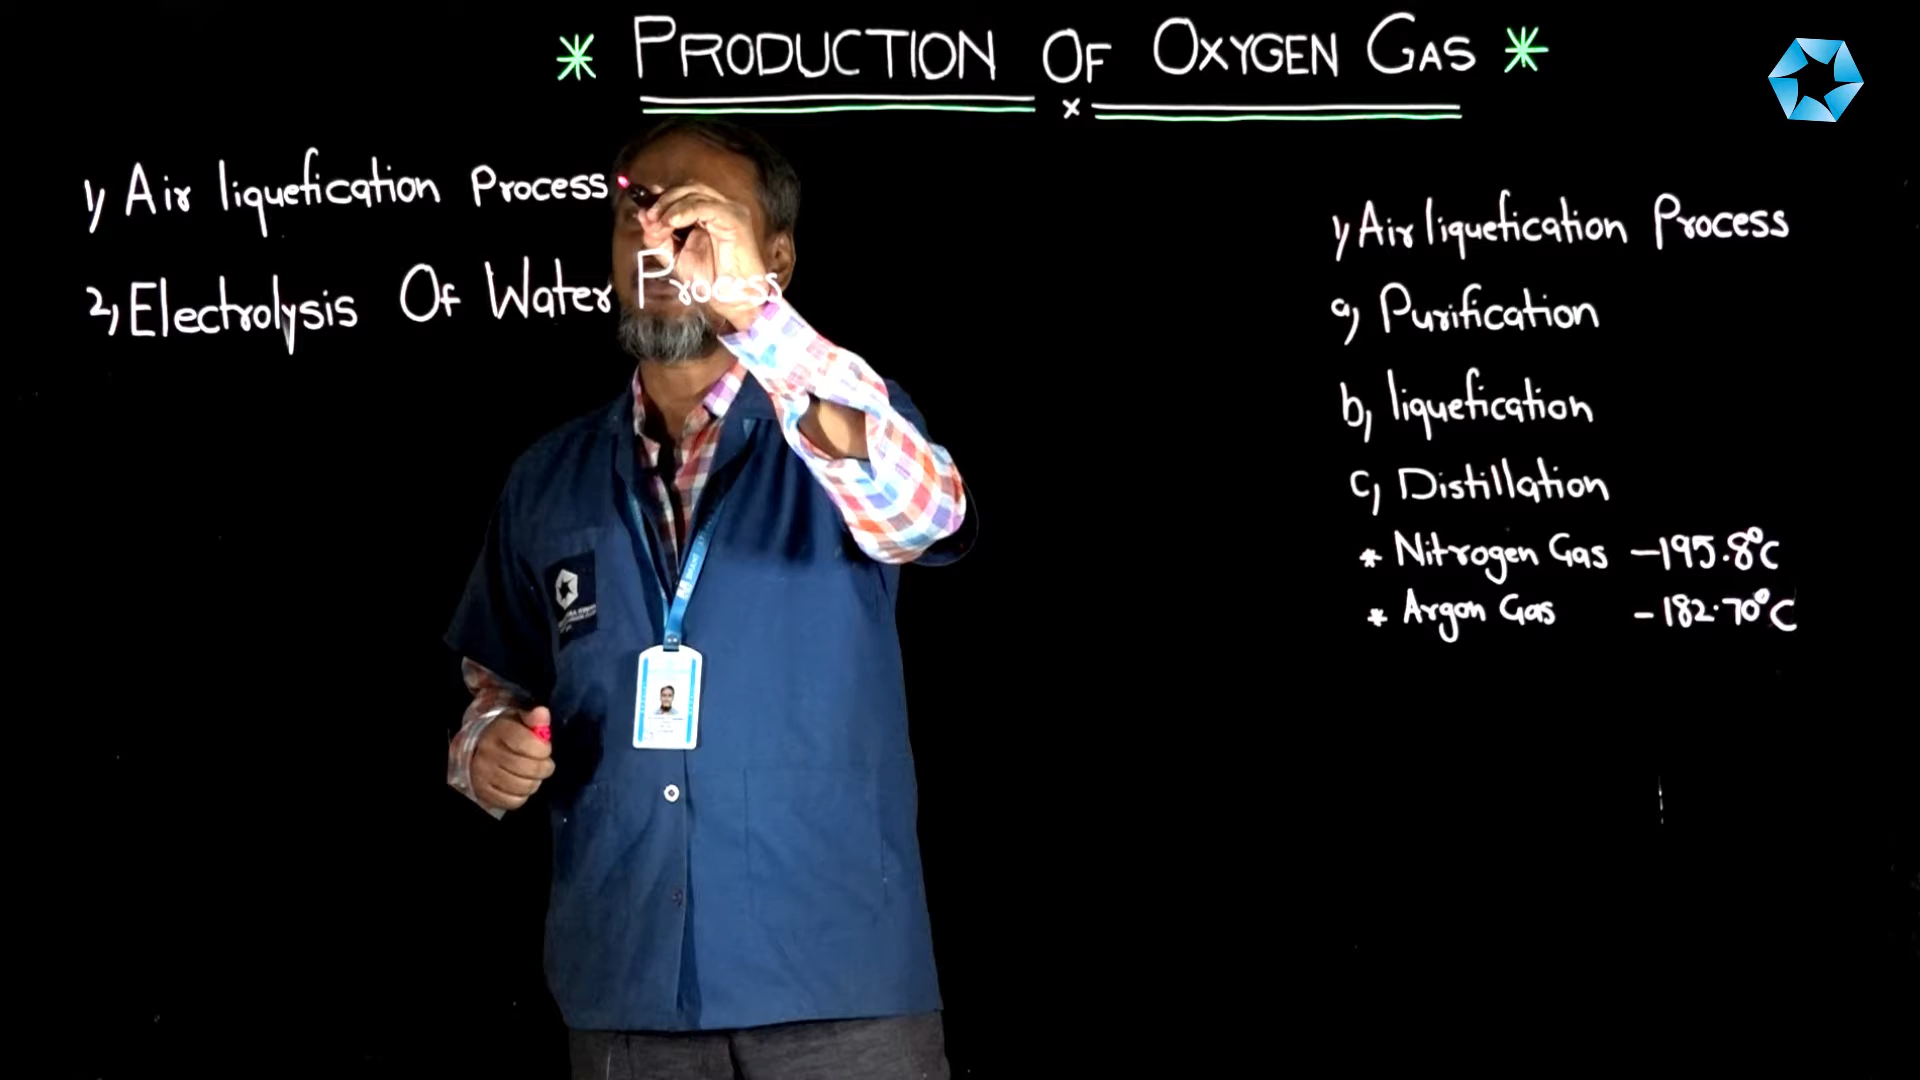 * PRODUCTION OF OXYGEN GAS *
1) Air liquefication Process
2) Electrolysis Of Water Process
1) Air liquefication Process
a) Purification
b) liquefication
c) Distillation
* Nitrogen Gas -195.8°C
* Argon Gas -182.70°C